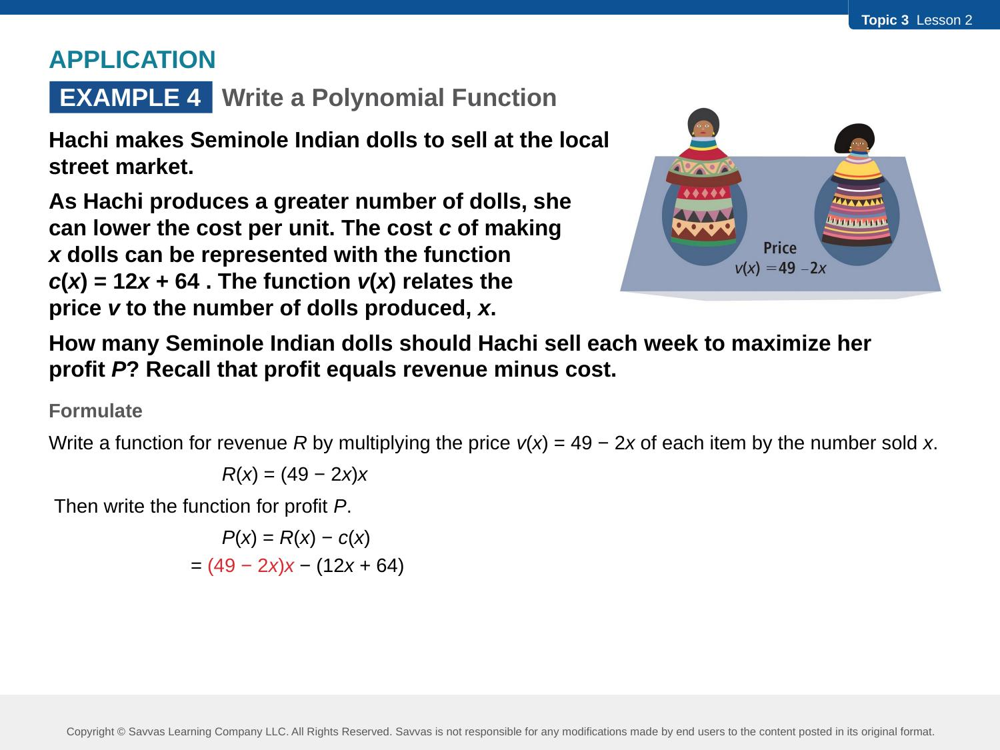 Topic 3 Lesson 2
APPLICATION
EXAMPLE 4 Write a Polynomial Function
Hachi makes Seminole Indian dolls to sell at the local
street market.
As Hachi produces a greater number of dolls, she
can lower the cost per unit. The cost c of making
x dolls can be represented with the function
c(x) = 12x + 64 . The function v(x) relates the
price v to the number of dolls produced, x.
Price
v(x) =49 –2x
How many Seminole Indian dolls should Hachi sell each week to maximize her
profit P? Recall that profit equals revenue minus cost.
Formulate
Write a function for revenue R by multiplying the price v(x) = 49 − 2x of each item by the number sold x.
R(x) = (49 − 2x)x
Then write the function for profit P.
P(x) = R(x) − c(x)
= (49 − 2x)x − (12x + 64)
Copyright © Savvas Learning Company LLC. All Rights Reserved. Savvas is not responsible for any modifications made by end users to the content posted in its original format.